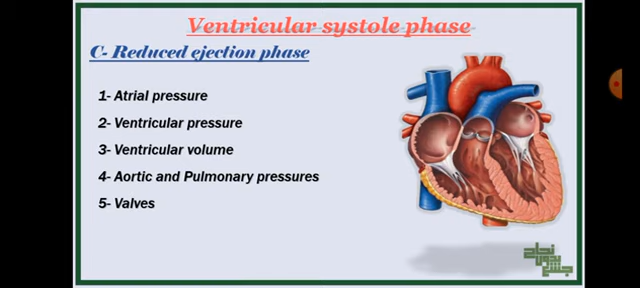 Ventricular systole phase
C- Reduced ejection phase
1- Atrial pressure
2- Ventricular pressure
3- Ventricular volume
4- Aortic and Pulmonary pressures
5- Valves